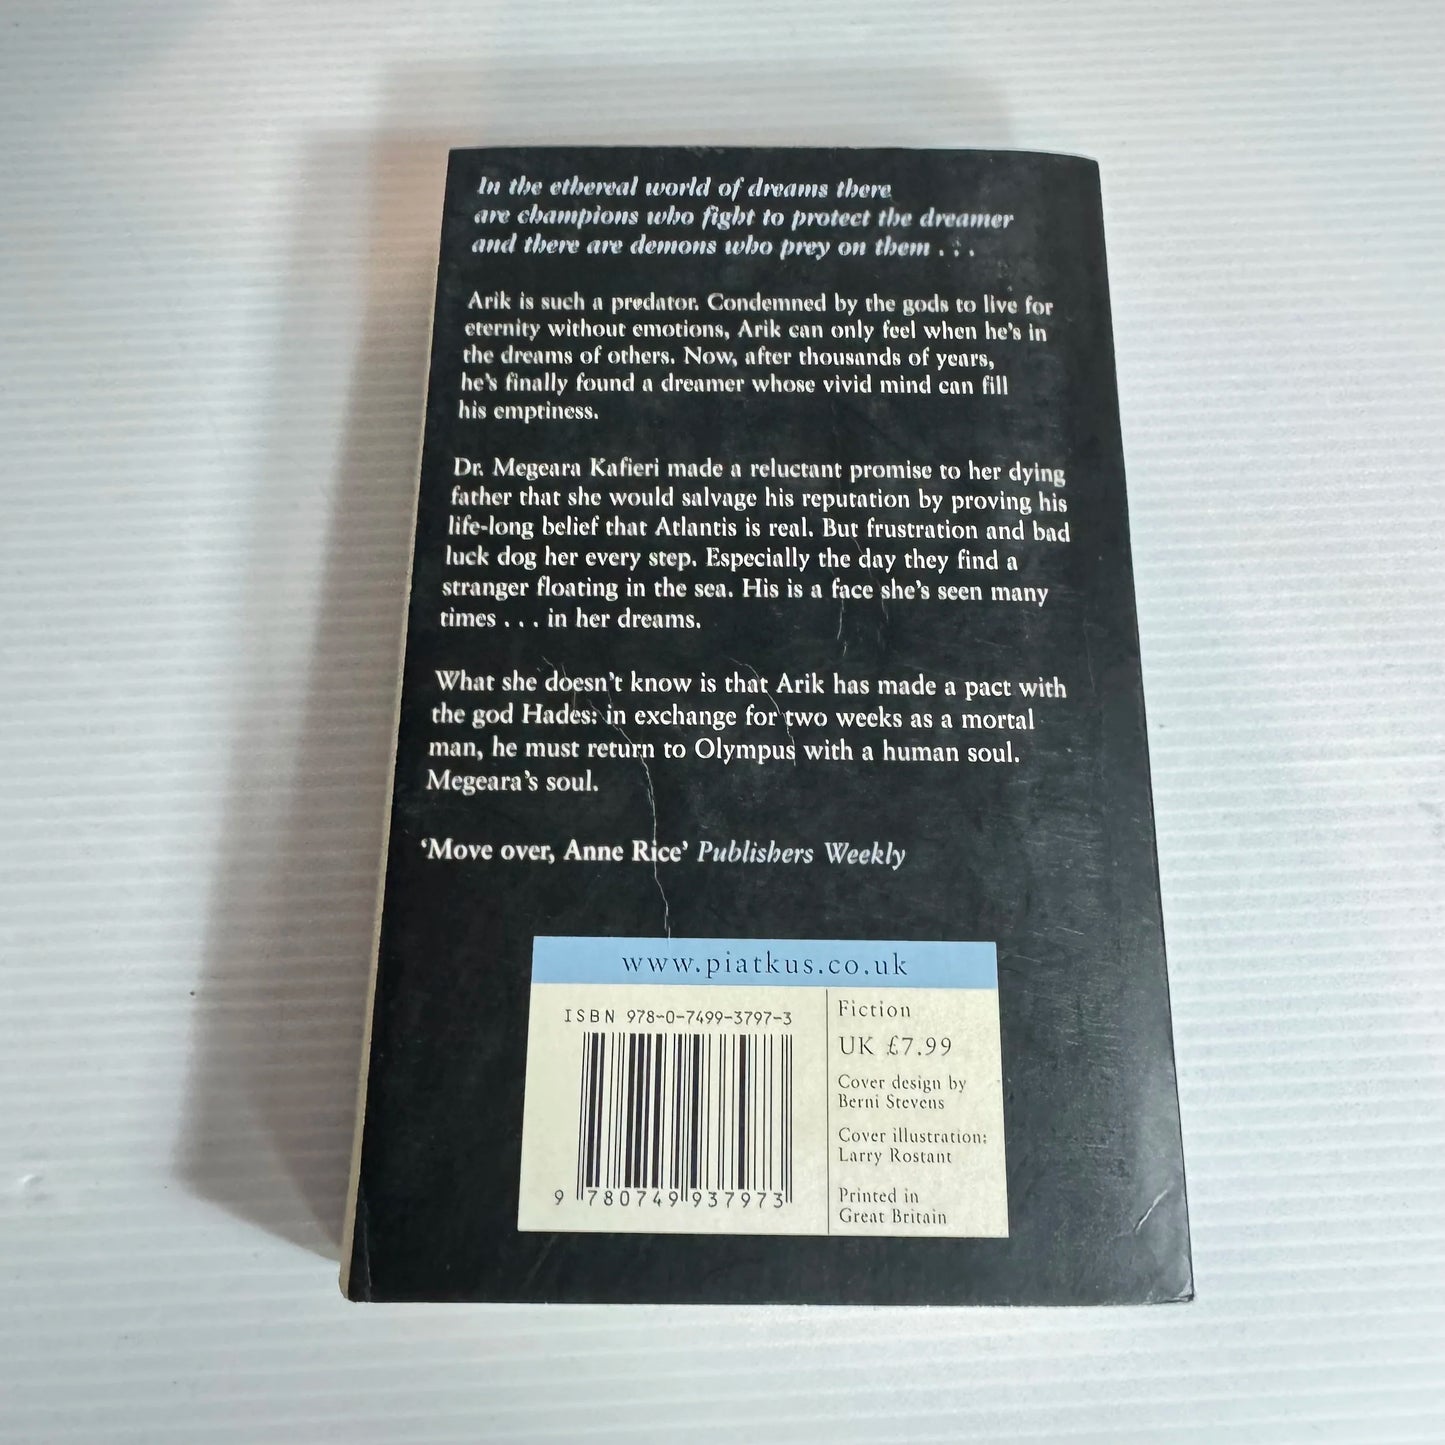 In the ethereal world of dreams there
are champions who fight to protect the dreamer
and there are demons who prey on them . . .
Arik is such a predator. Condemned by the gods to live for
eternity without emotions, Arik can only feel when he's in
the dreams of others. Now, after thousands of years,
he's finally found a dreamer whose vivid mind can fill
his emptiness.
Dr. Megeara Kafieri made a reluctant promise to her dying
father that she would salvage his reputation by proving his
life-long belief that Atlantis is real. But frustration and bad
luck dog her every step. Especially the day they find a
stranger floating in the sea. His is a face she's seen many
times . . . in her dreams.
What she doesn't know is that Arik has made a pact with
the god Hades: in exchange for two weeks as a mortal
man, he must return to Olympus with a human soul.
Megeara's soul.
'Move over, Anne Rice' Publishers Weekly
www.piatkus.co.uk
ISBN 978-0-7499-3797-3
9 780749 937973
Fiction
UK £7.99
Cover design by
Berni Stevens
Cover illustration:
Larry Rostant
Printed in
Great Britain